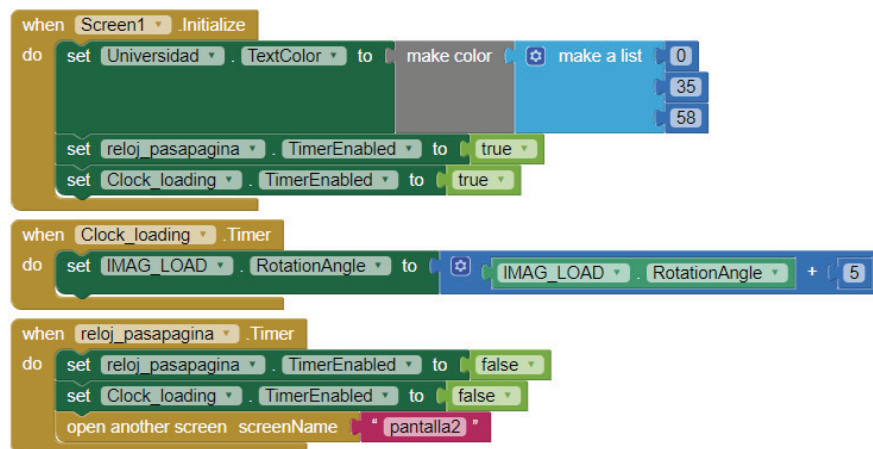 when Screen1 .Initialize
do set Universidad . TextColor to make color make a list 0
35
58
set reloj_pasapagina . TimerEnabled to true
set Clock_loading . TimerEnabled to true
when Clock_loading .Timer
do set IMAG_LOAD . RotationAngle to IMAG_LOAD . RotationAngle + 5
when reloj_pasapagina .Timer
do set reloj_pasapagina . TimerEnabled to false
set Clock_loading . TimerEnabled to false
open another screen screenName " pantalla2 "